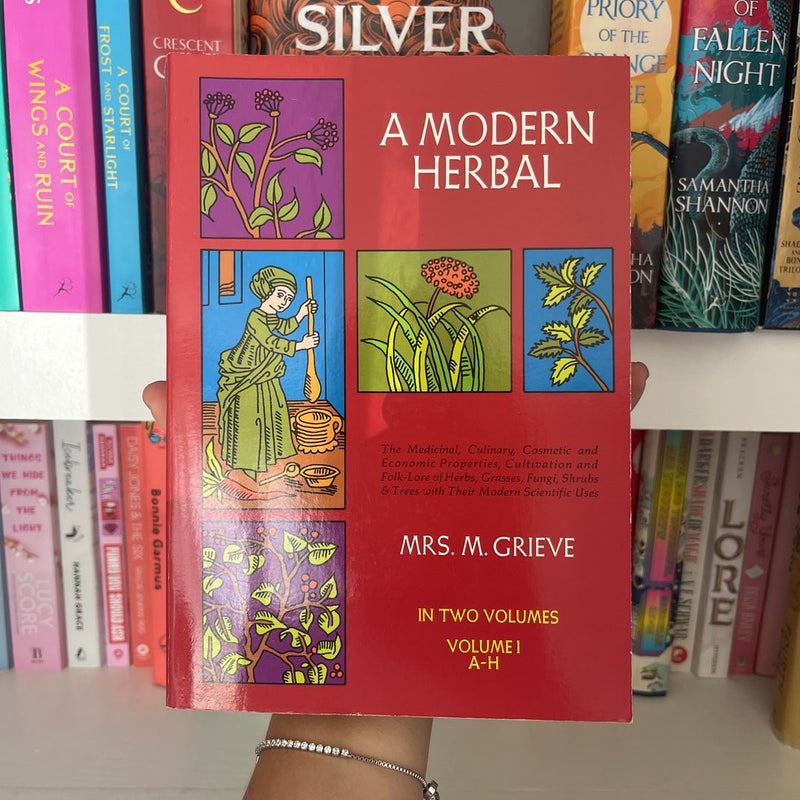 A COURT OF
WINGS AND
RUIN
A COURT OF
FROST AND STARLIGHT
CRESCENT
SILVER
PRIORY
OF THE
OF
FALLEN
NIGHT
SAMANTHA
SHANNON
A MODERN
HERBAL
The Medicinal, Culinary, Cosmetic and
Economic Properties, Cultivation and
Folk-Lore of Herbs, Grasses, Fungi, Shrubs
& Trees with Their Modern Scientific Uses
MRS. M. GRIEVE
IN TWO VOLUMES
VOLUME I
A-H
THINGS
WE HIDE
FROM
THE
LIGHT
LUCY
SCORE
Icebreaker
HANNAH GRACE
DAISY JONES & THE SIX
Bonnie Garmus
LORE